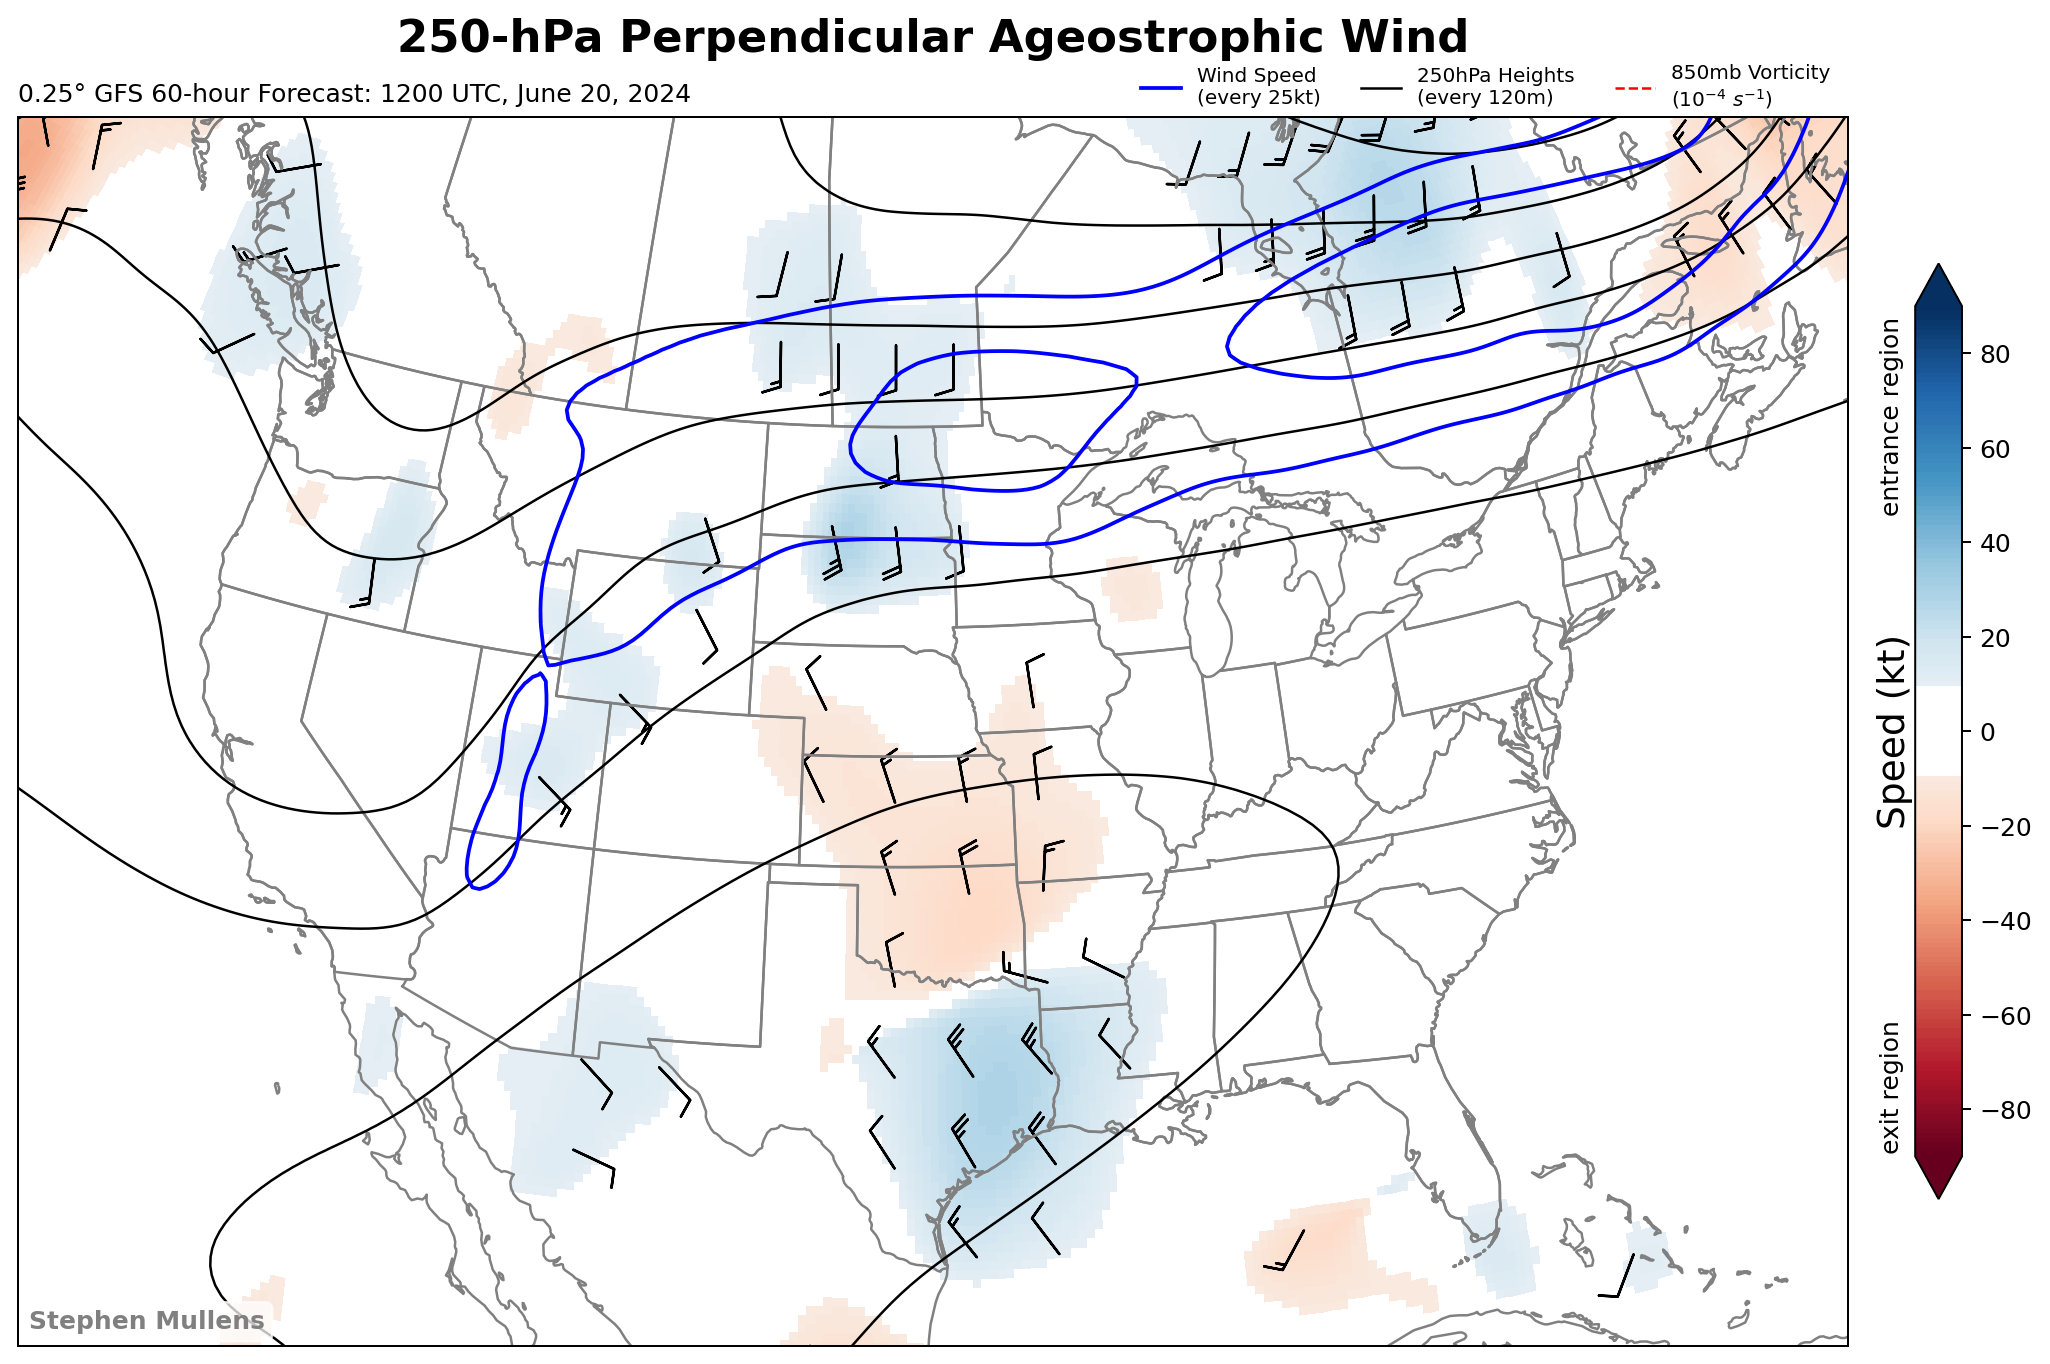 250-hPa Perpendicular Ageostrophic Wind
0.25° GFS 60-hour Forecast: 1200 UTC, June 20, 2024
Wind Speed
(every 25kt)
250hPa Heights
(every 120m)
850mb Vorticity
(10⁻⁴ s⁻¹)
entrance region
Speed (kt)
exit region
80
60
40
20
0
−20
−40
−60
−80
Stephen Mullens